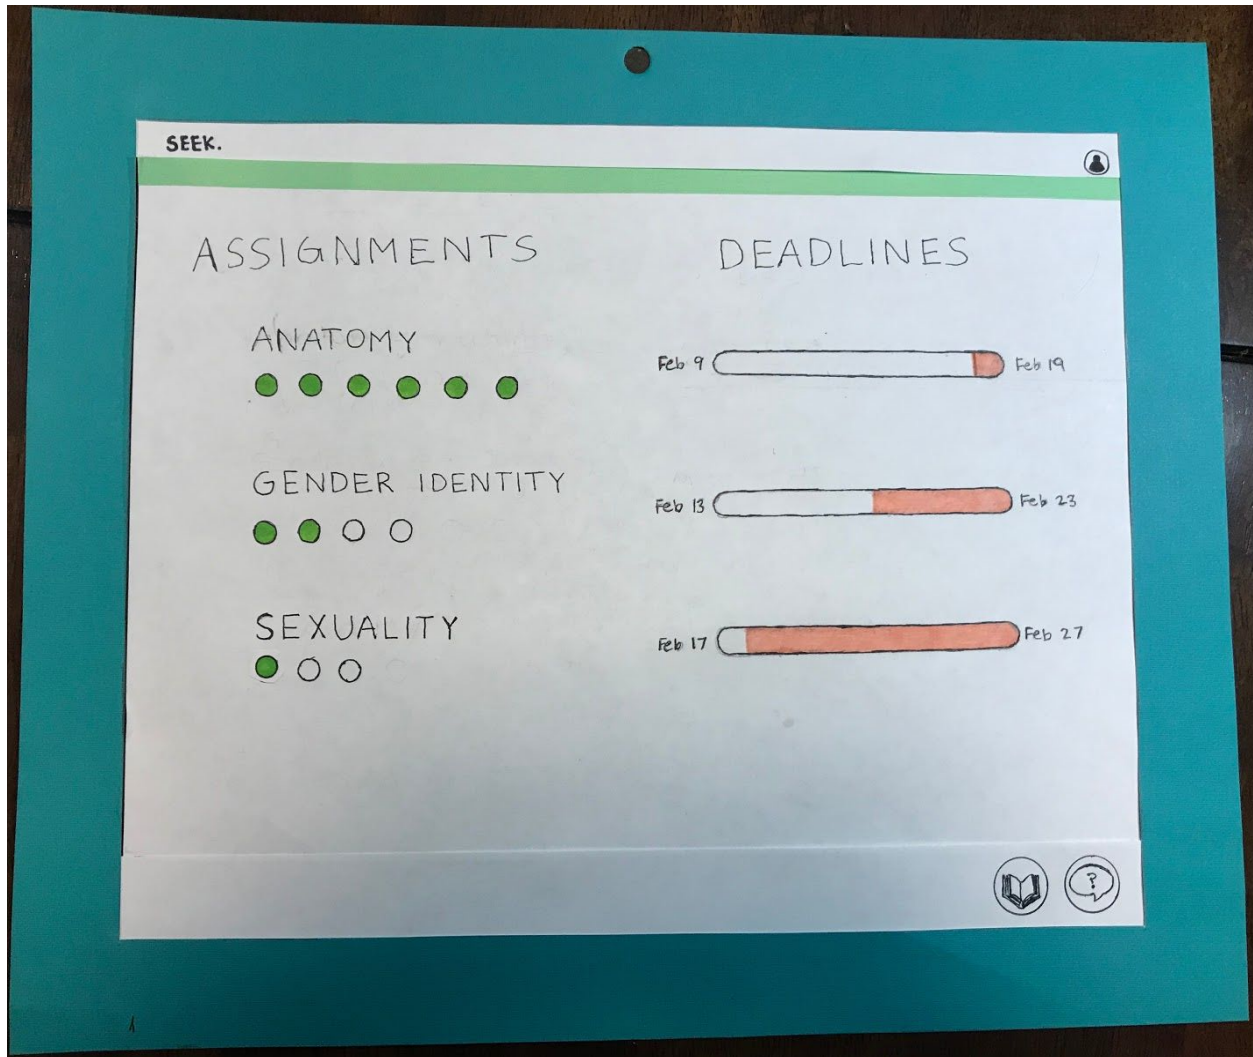 SEEK.
ASSIGNMENTS
DEADLINES
ANATOMY
Feb 9
Feb 19
GENDER IDENTITY
Feb 13
Feb 23
SEXUALITY
Feb 17
Feb 27
?